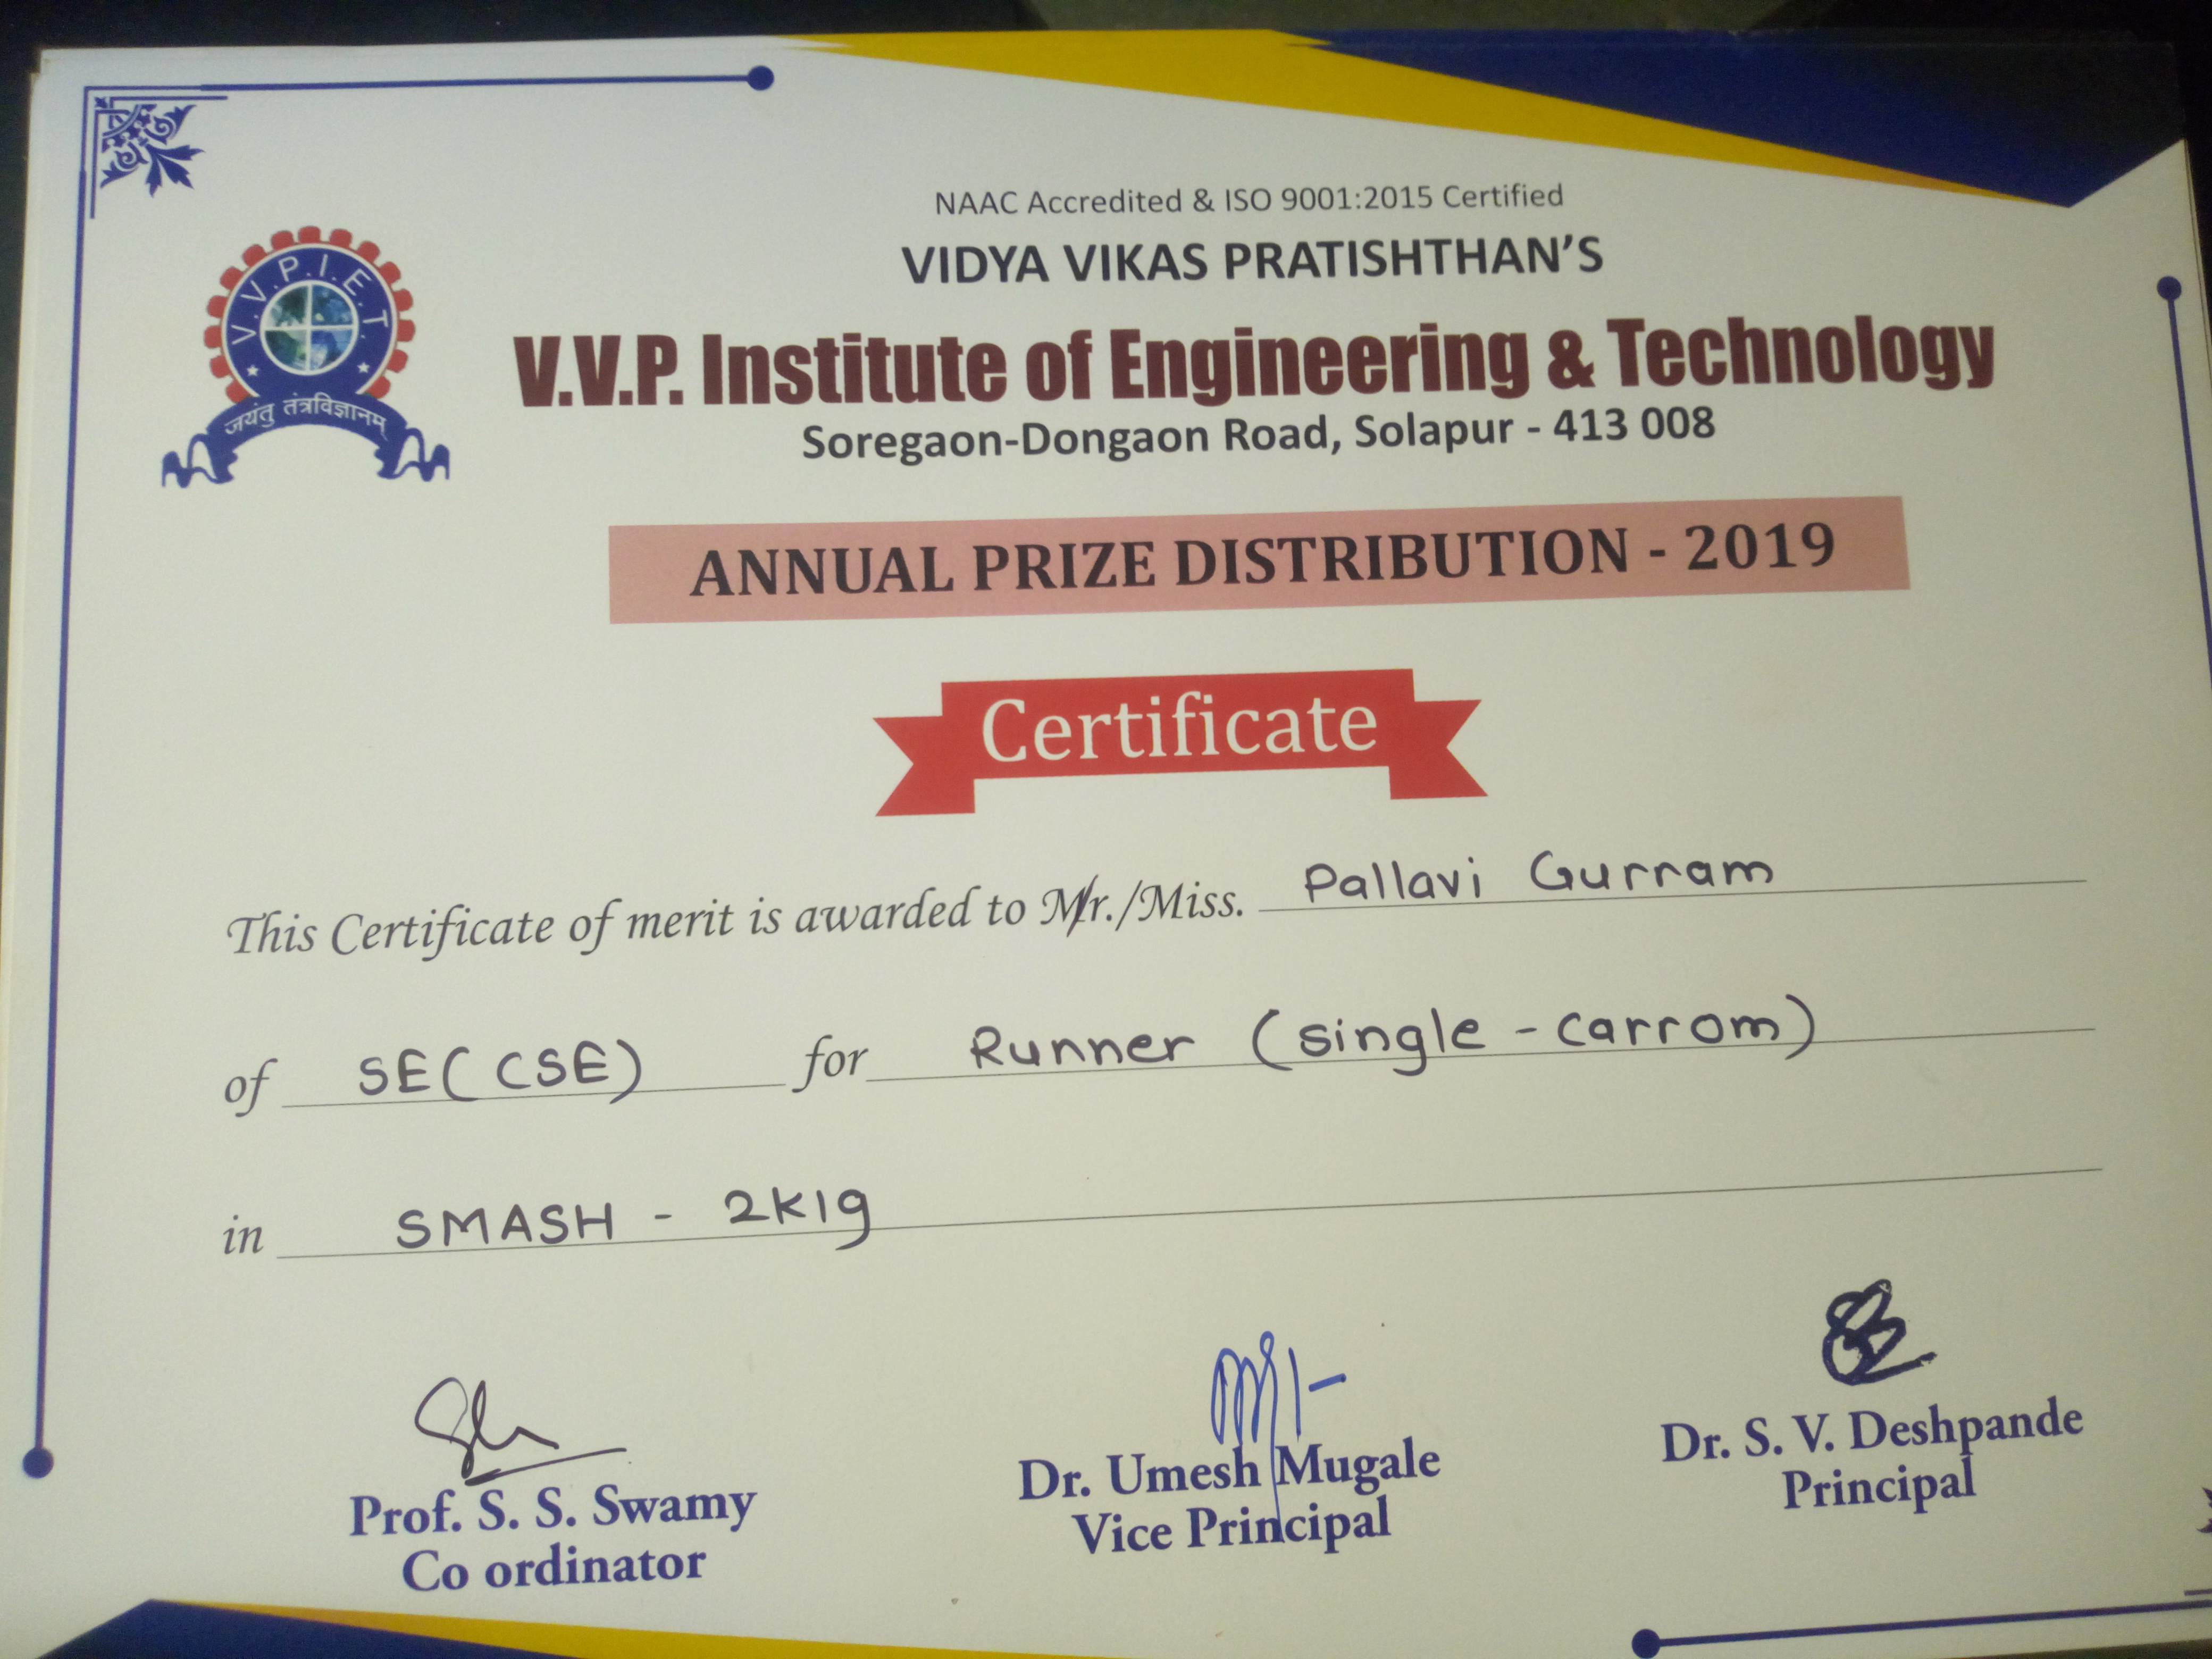 NAAC Accredited & ISO 9001:2015 Certified
VIDYA VIKAS PRATISHTHAN'S
V.V.P.I.E.T.
जयंतु तंत्रविज्ञानम्
V.V.P. Institute of Engineering & Technology
Soregaon-Dongaon Road, Solapur - 413 008
ANNUAL PRIZE DISTRIBUTION - 2019
Certificate
This Certificate of merit is awarded to Mr./Miss. Pallavi Gurram
of SE(CSE) for Runner (single - carrom)
in SMASH - 2K19
Prof. S. S. Swamy
Co ordinator
Dr. Umesh Mugale
Vice Principal
Dr. S. V. Deshpande
Principal